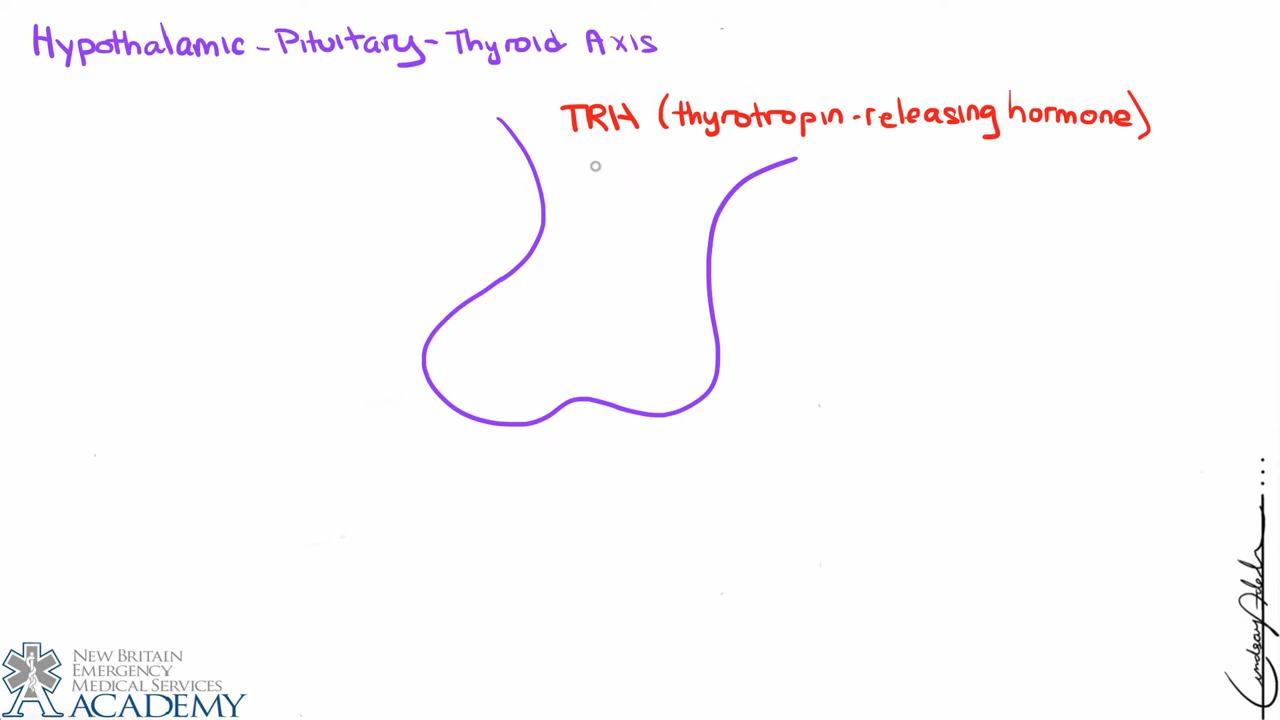 Hypothalamic - Pituitary - Thyroid Axis
TRH (thyrotropin-releasing hormone)
NEW BRITAIN
EMERGENCY
MEDICAL SERVICES
ACADEMY